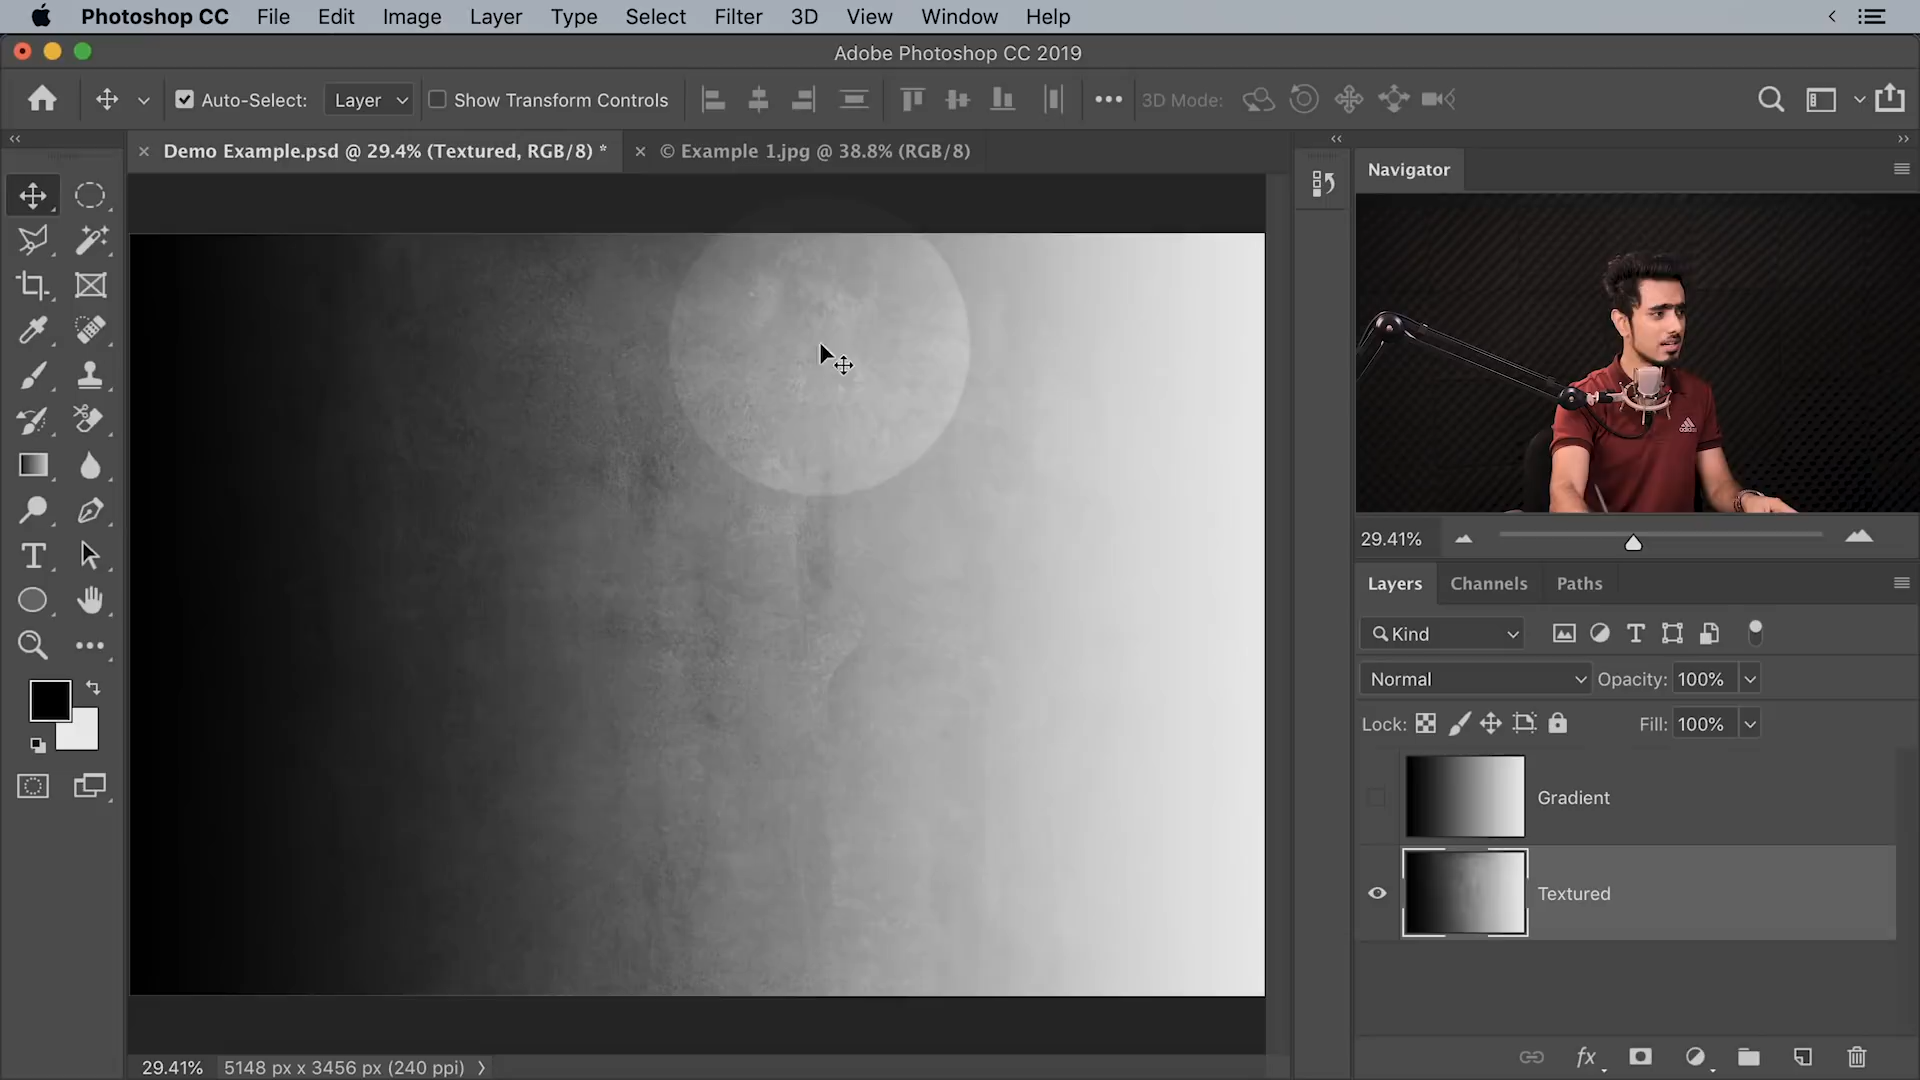 Photoshop CC File Edit Image Layer Type Select Filter 3D View Window Help
Adobe Photoshop CC 2019
Auto-Select: Layer Show Transform Controls 3D Mode:
Demo Example.psd @ 29.4% (Textured, RGB/8) * © Example 1.jpg @ 38.8% (RGB/8)
Navigator
adidas
29.41%
Layers Channels Paths
Kind
Normal Opacity: 100%
Lock: Fill: 100%
Gradient
Textured
29.41% 5148 px x 3456 px (240 ppi)
fx